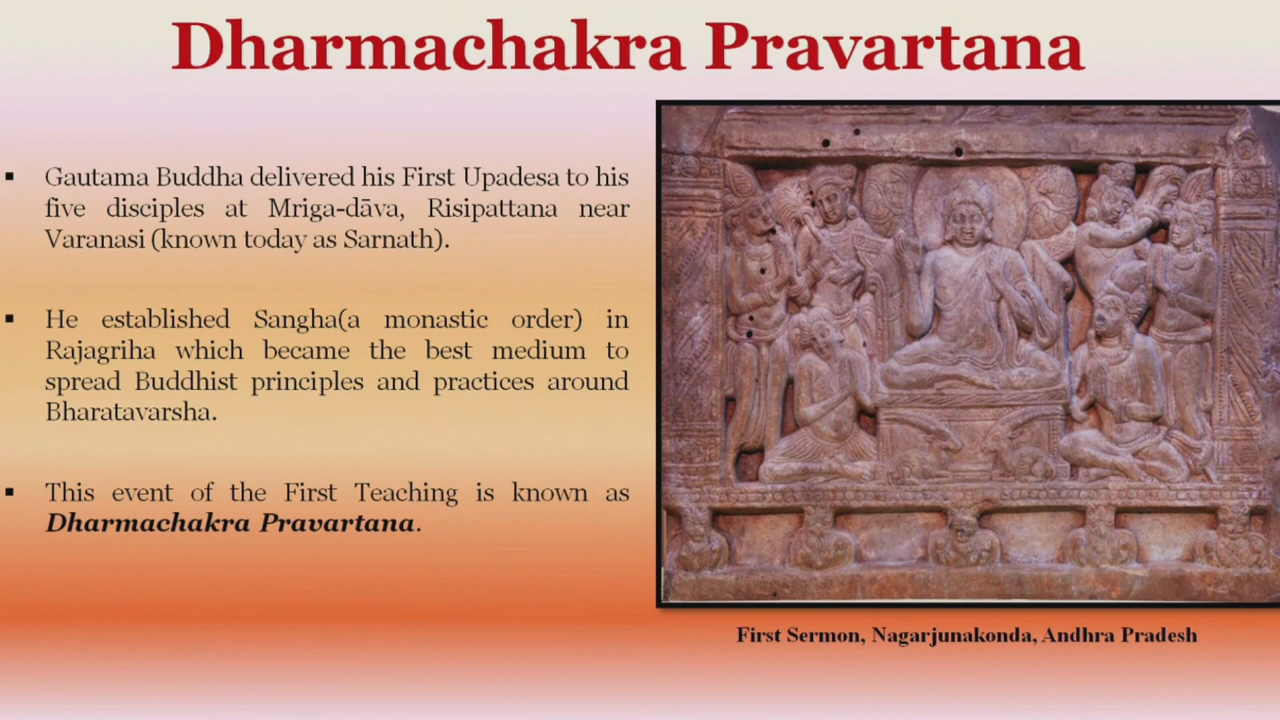 Dharmachakra Pravartana
▪ Gautama Buddha delivered his First Upadesa to his
five disciples at Mriga-dāva, Risipattana near
Varanasi (known today as Sarnath).
▪ He established Sangha(a monastic order) in
Rajagriha which became the best medium to
spread Buddhist principles and practices around
Bharatavarsha.
▪ This event of the First Teaching is known as
Dharmachakra Pravartana.
First Sermon, Nagarjunakonda, Andhra Pradesh